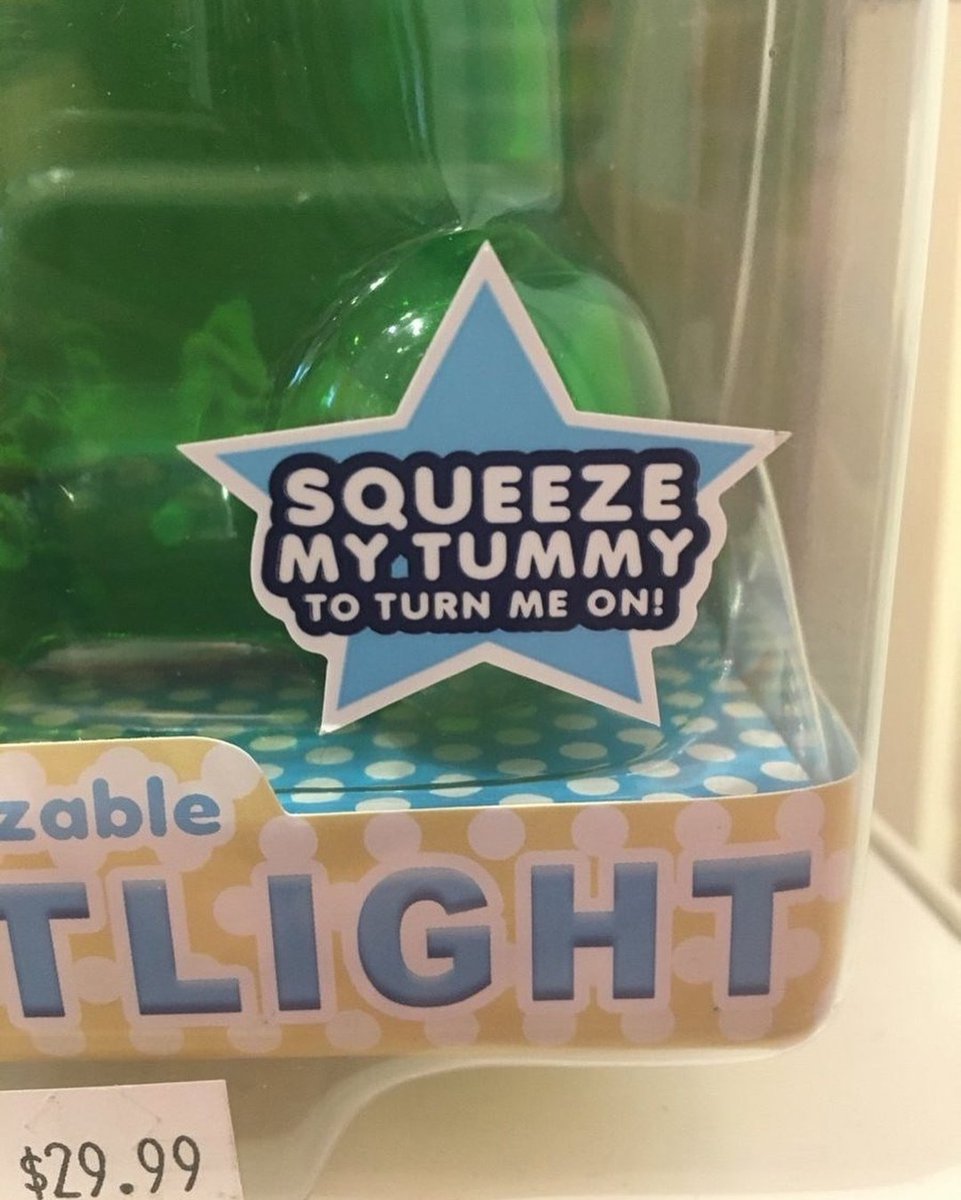 SQUEEZE
MY TUMMY
TO TURN ME ON!
zable
TLIGHT
$29.99